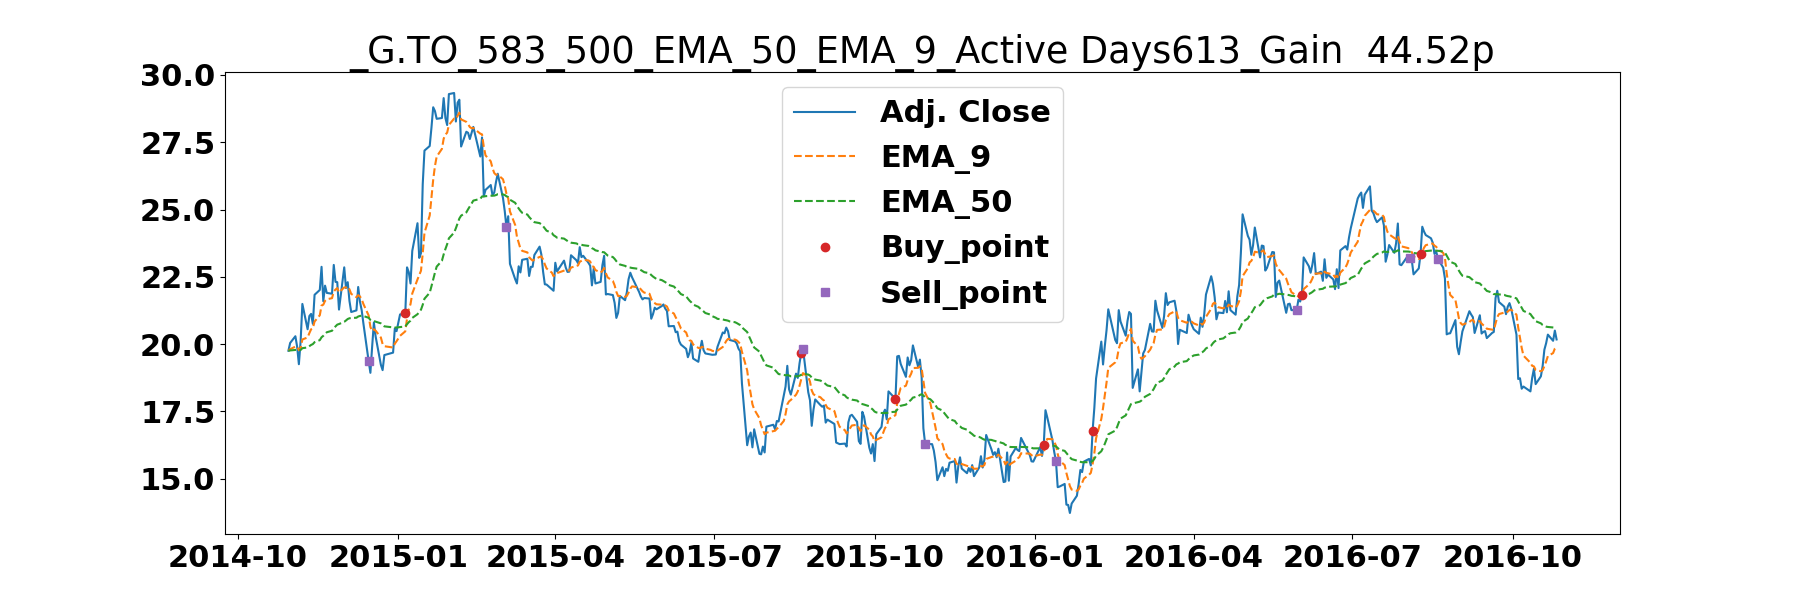 _G.TO_583_500_EMA_50_EMA_9_Active Days613_Gain  44.52p
30.0
27.5
25.0
22.5
20.0
17.5
15.0
Adj. Close
EMA_9
EMA_50
Buy_point
Sell_point
2014-10 2015-01 2015-04 2015-07 2015-10 2016-01 2016-04 2016-07 2016-10